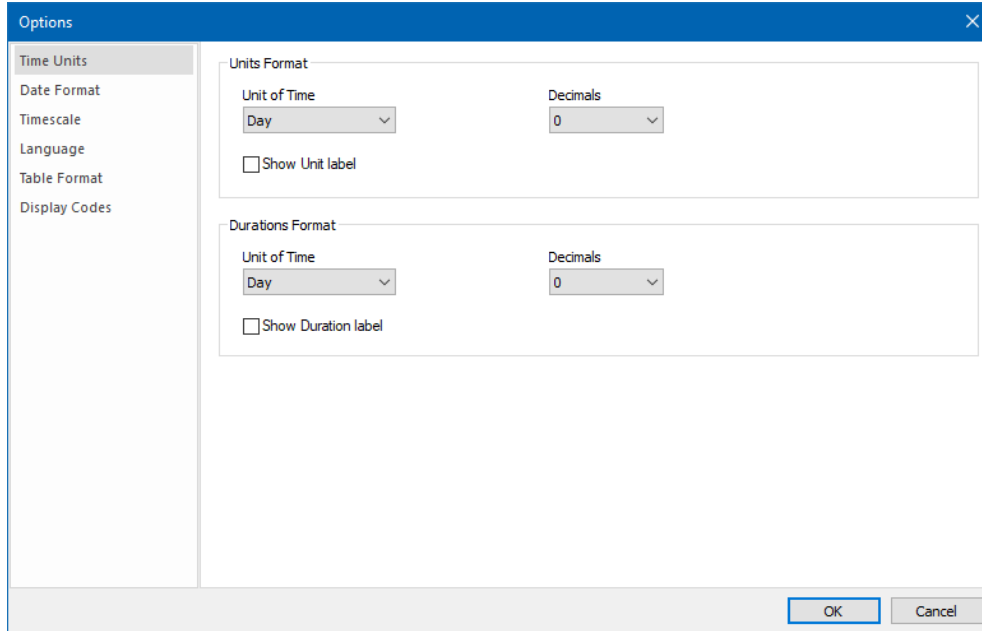 Options
Time Units
Date Format
Timescale
Language
Table Format
Display Codes
Units Format
Unit of Time Decimals
Day 0
Show Unit label
Durations Format
Unit of Time Decimals
Day 0
Show Duration label
OK Cancel